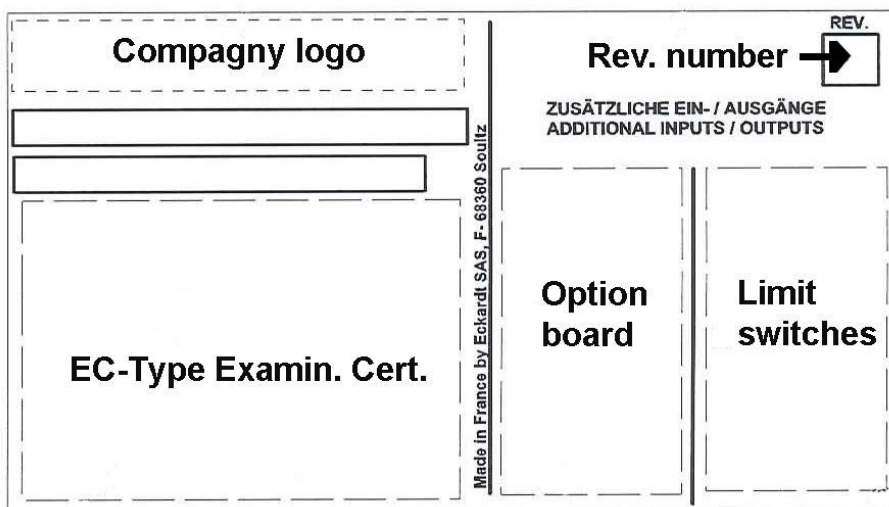 Compagny logo
Made in France by Eckardt SAS, F- 68360 Soultz
EC-Type Examin. Cert.
REV.
Rev. number
ZUSÄTZLICHE EIN- / AUSGÄNGE
ADDITIONAL INPUTS / OUTPUTS
Option
board
Limit
switches